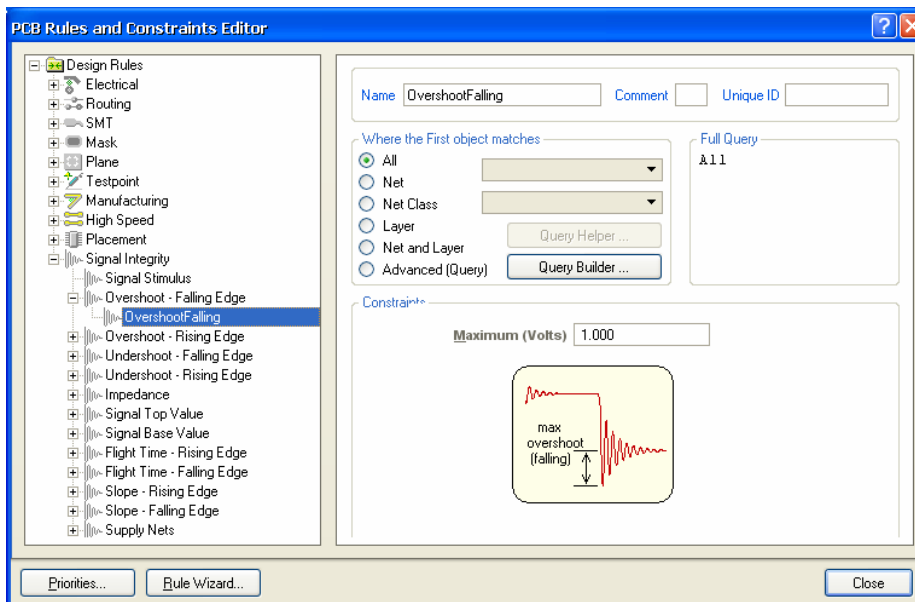 PCB Rules and Constraints Editor
Design Rules
Electrical
Routing
SMT
Mask
Plane
Testpoint
Manufacturing
High Speed
Placement
Signal Integrity
Signal Stimulus
Overshoot - Falling Edge
OvershootFalling
Overshoot - Rising Edge
Undershoot - Falling Edge
Undershoot - Rising Edge
Impedance
Signal Top Value
Signal Base Value
Flight Time - Rising Edge
Flight Time - Falling Edge
Slope - Rising Edge
Slope - Falling Edge
Supply Nets
Name OvershootFalling Comment Unique ID
Where the First object matches
All
Net
Net Class
Layer
Net and Layer
Advanced (Query)
Query Helper ...
Query Builder ...
Full Query
All
Constraints
Maximum (Volts) 1.000
max
overshoot
(falling)
Priorities... Rule Wizard... Close